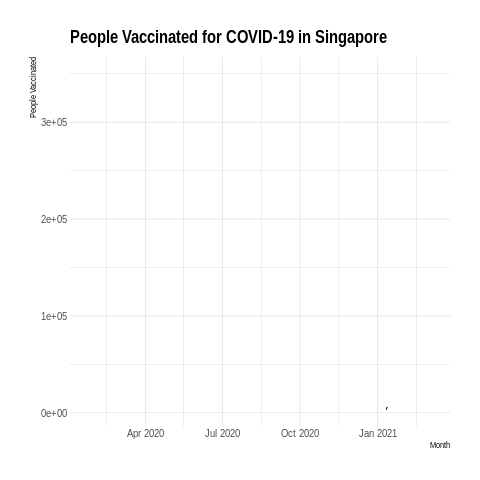 People Vaccinated for COVID-19 in Singapore
People Vaccinated
3e+05
2e+05
1e+05
0e+00
Apr 2020
Jul 2020
Oct 2020
Jan 2021
Month